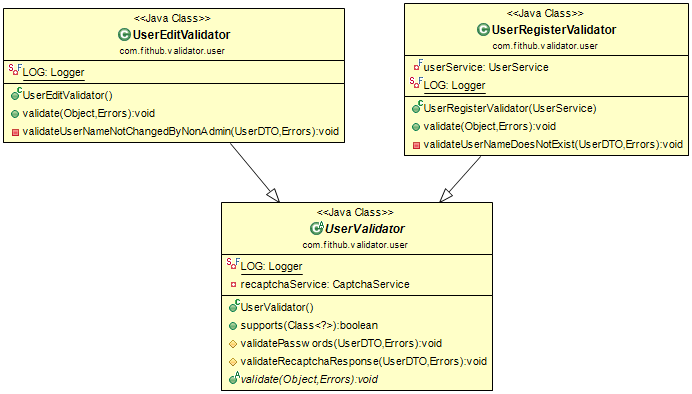 <<Java Class>>
UserEditValidator
com.fithub.validator.user
LOG: Logger
UserEditValidator()
validate(Object,Errors):void
validateUserNameNotChangedByNonAdmin(UserDTO,Errors):void
<<Java Class>>
UserRegisterValidator
com.fithub.validator.user
userService: UserService
LOG: Logger
UserRegisterValidator(UserService)
validate(Object,Errors):void
validateUserNameDoesNotExist(UserDTO,Errors):void
<<Java Class>>
UserValidator
com.fithub.validator.user
LOG: Logger
recaptchaService: CaptchaService
UserValidator()
supports(Class<?>):boolean
validatePasswords(UserDTO,Errors):void
validateRecaptchaResponse(UserDTO,Errors):void
validate(Object,Errors):void